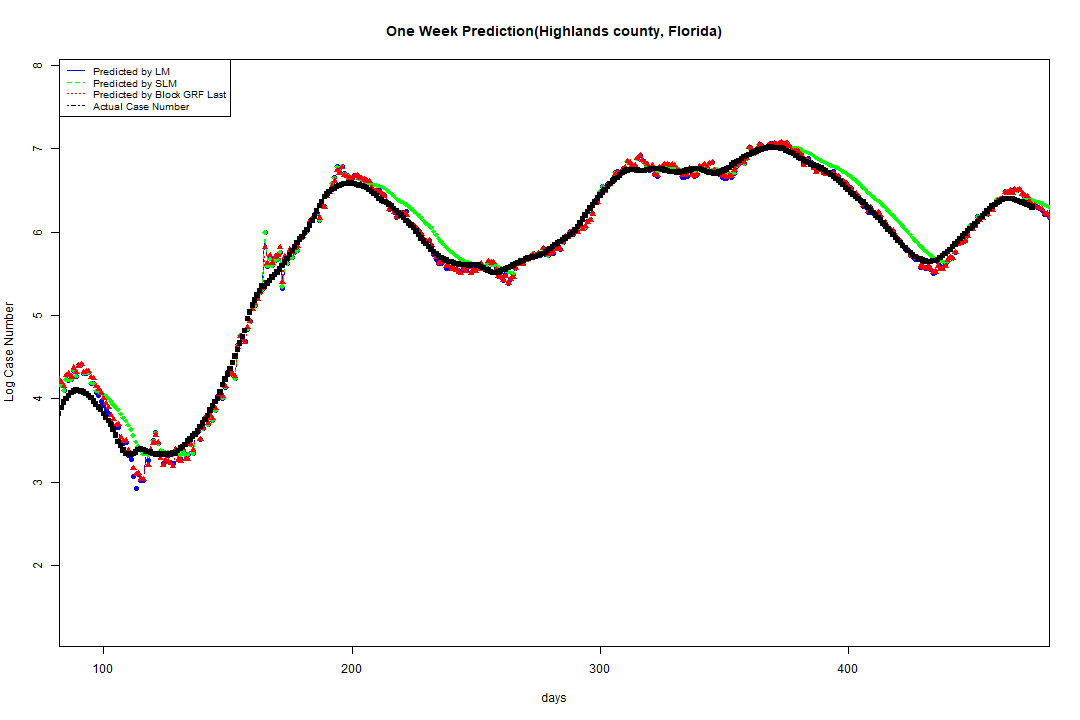 One Week Prediction(Highlands county, Florida)
Predicted by LM
Predicted by SLM
Predicted by Block GRF Last
Actual Case Number
8
7
6
5
4
3
2
Log Case Number
100
200
300
400
days